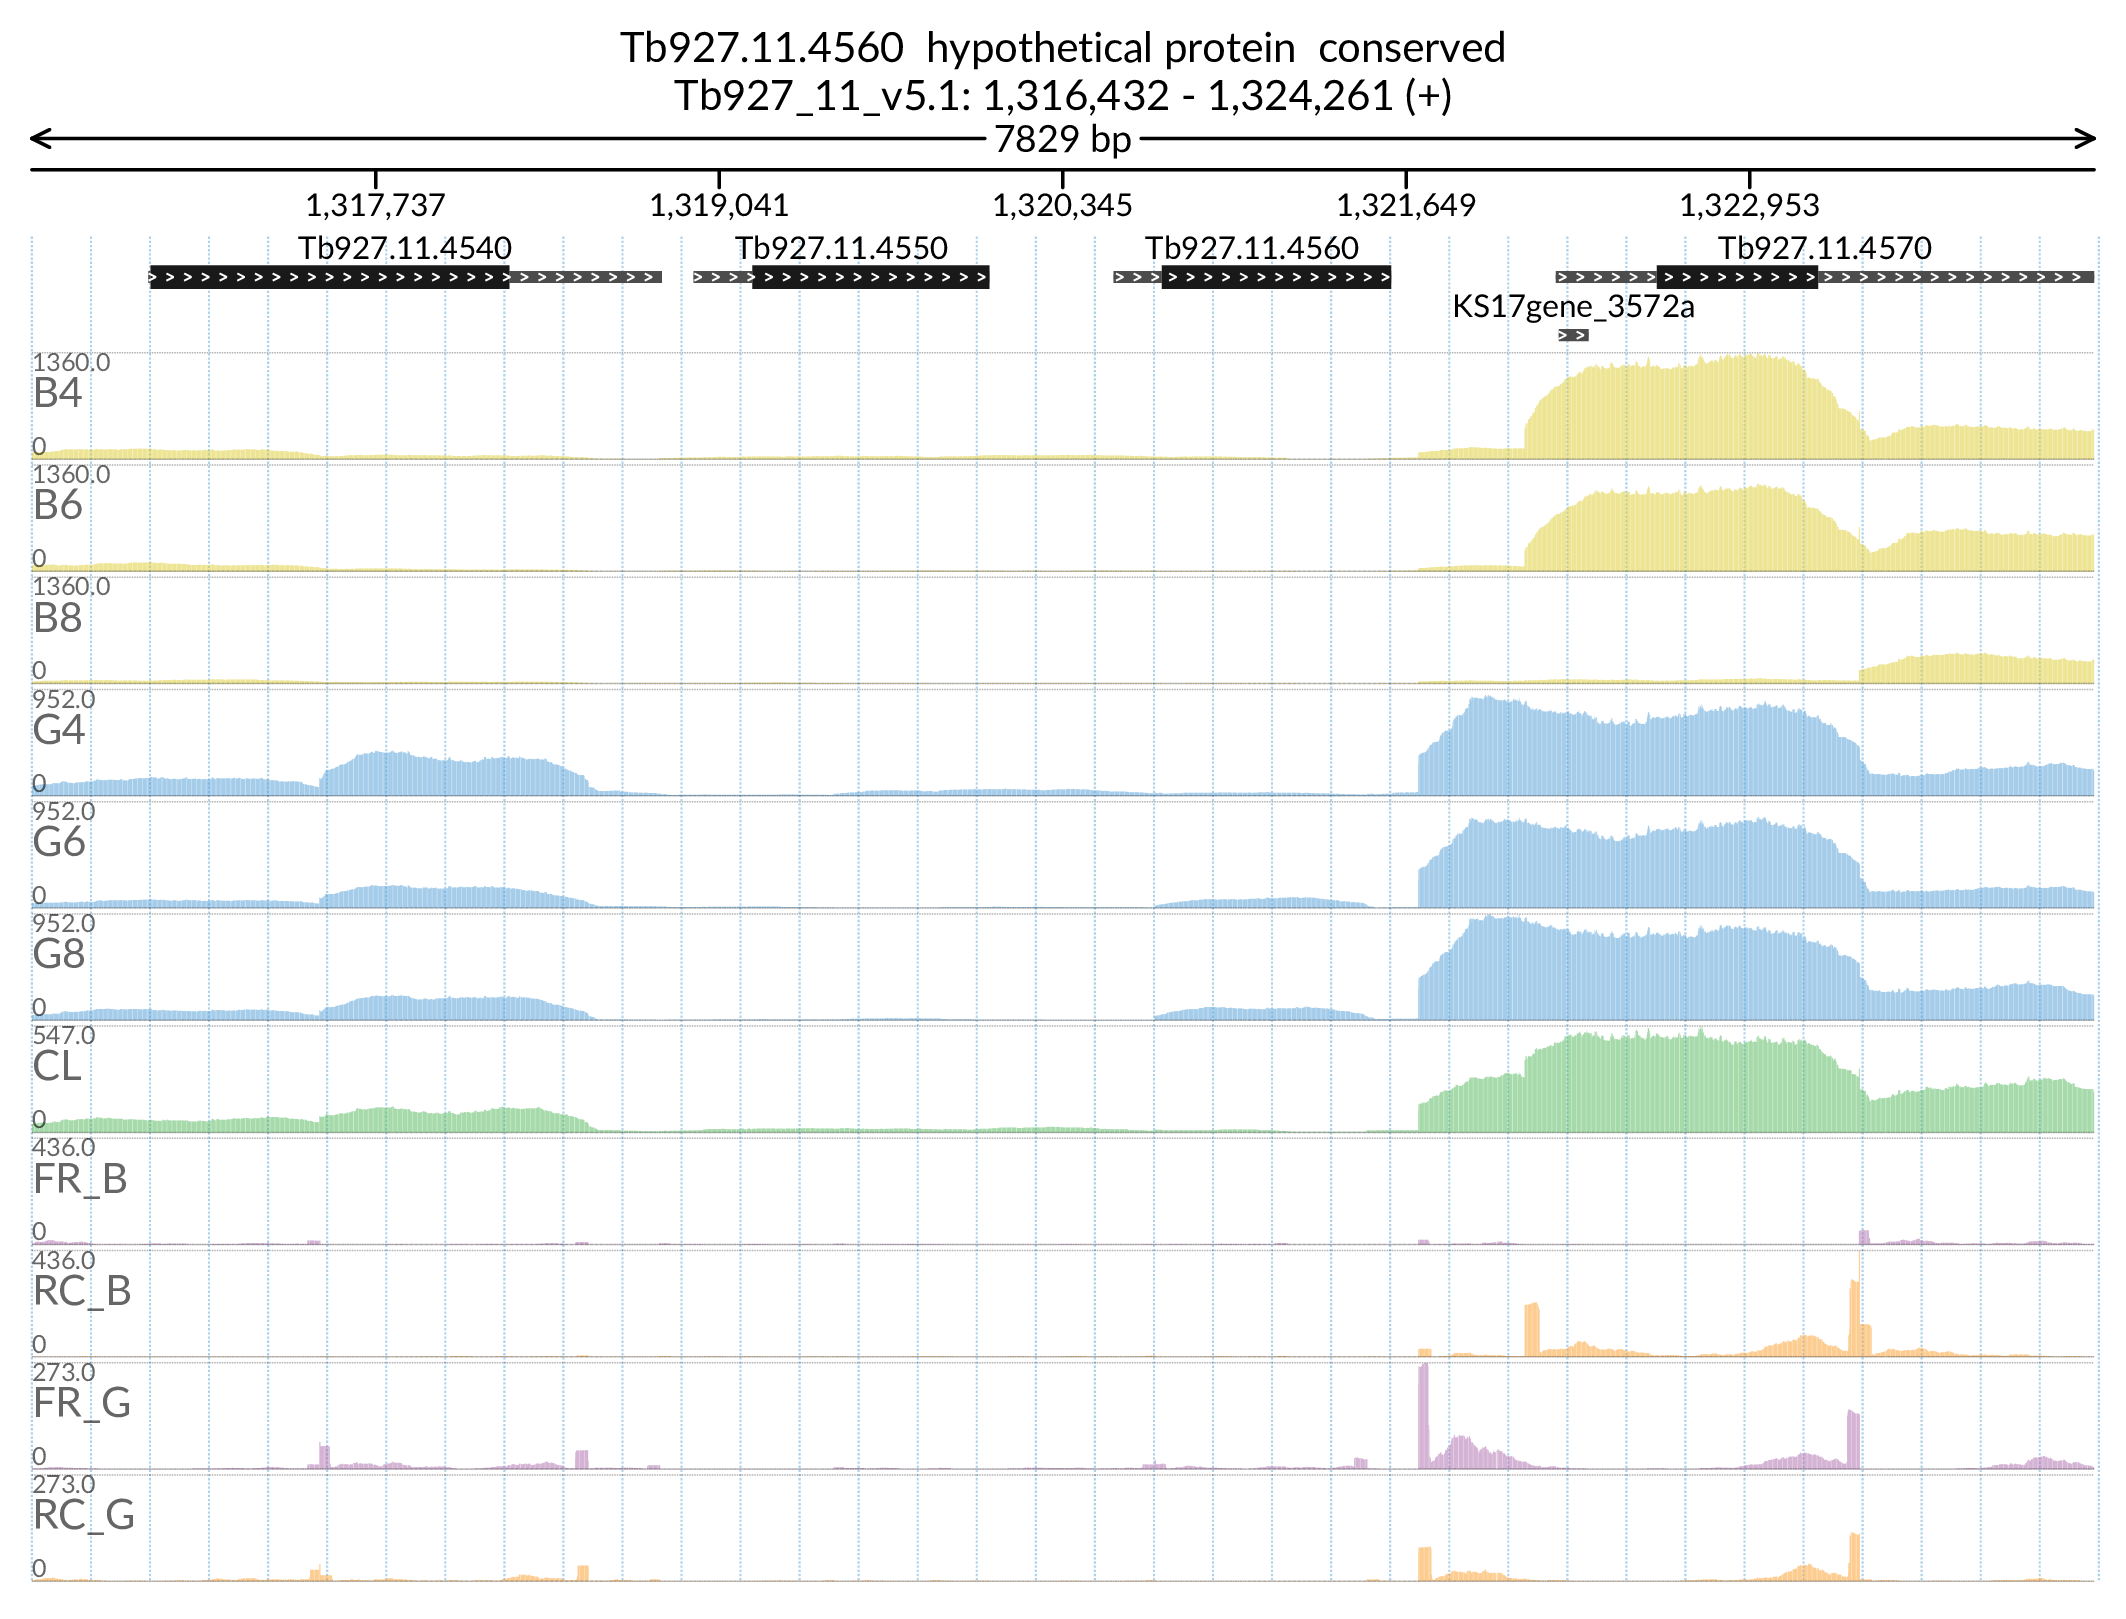 Tb927.11.4560  hypothetical protein  conserved
Tb927_11_v5.1: 1,316,432 - 1,324,261 (+)
7829 bp
1,317,737 1,319,041 1,320,345 1,321,649 1,322,953
Tb927.11.4540 Tb927.11.4550 Tb927.11.4560 Tb927.11.4570
KS17gene_3572a
1360.0
B4
0
1360.0
B6
0
1360.0
B8
0
952.0
G4
0
952.0
G6
0
952.0
G8
0
547.0
CL
0
436.0
FR_B
0
436.0
RC_B
0
273.0
FR_G
0
273.0
RC_G
0